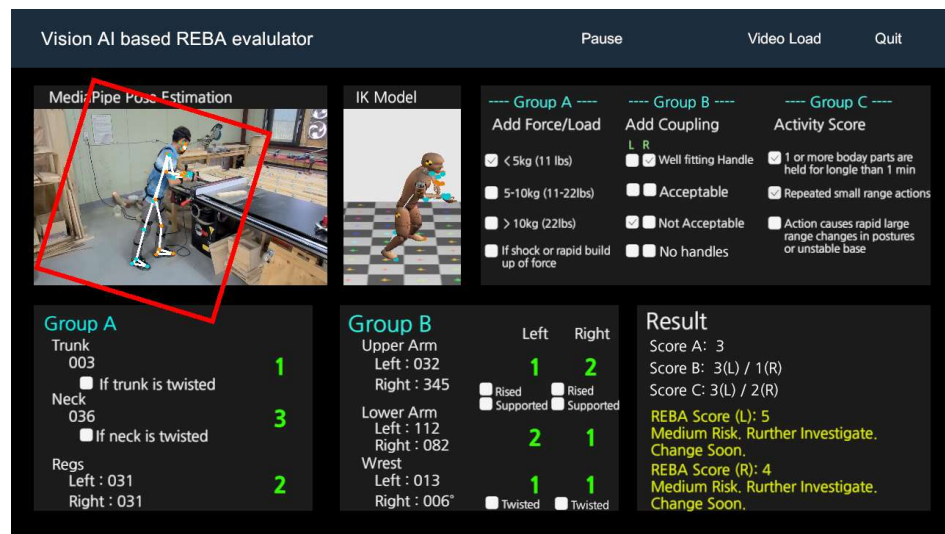 Vision AI based REBA evalulator
Pause
Video Load
Quit
MediaPipe Pose Estimation
IK Model
---- Group A ----
Add Force/Load
< 5kg (11 lbs)
5-10kg (11-22lbs)
> 10kg (22lbs)
If shock or rapid build
up of force
---- Group B ----
Add Coupling
L R
Well fitting Handle
Acceptable
Not Acceptable
No handles
---- Group C ----
Activity Score
1 or more boday parts are
held for longle than 1 min
Repeated small range actions
Action causes rapid large
range changes in postures
or unstable base
Group A
Trunk
003
1
If trunk is twisted
Neck
036
3
If neck is twisted
Regs
Left : 031
2
Right : 031
Group B
Left Right
Upper Arm
Left : 032
1 2
Right : 345
Rised Rised
Supported Supported
Lower Arm
Left : 112
2 1
Right : 082
Wrest
Left : 013
1 1
Right : 006°
Twisted Twisted
Result
Score A: 3
Score B: 3(L) / 1(R)
Score C: 3(L) / 2(R)
REBA Score (L): 5
Medium Risk. Rurther Investigate.
Change Soon.
REBA Score (R): 4
Medium Risk. Rurther Investigate.
Change Soon.